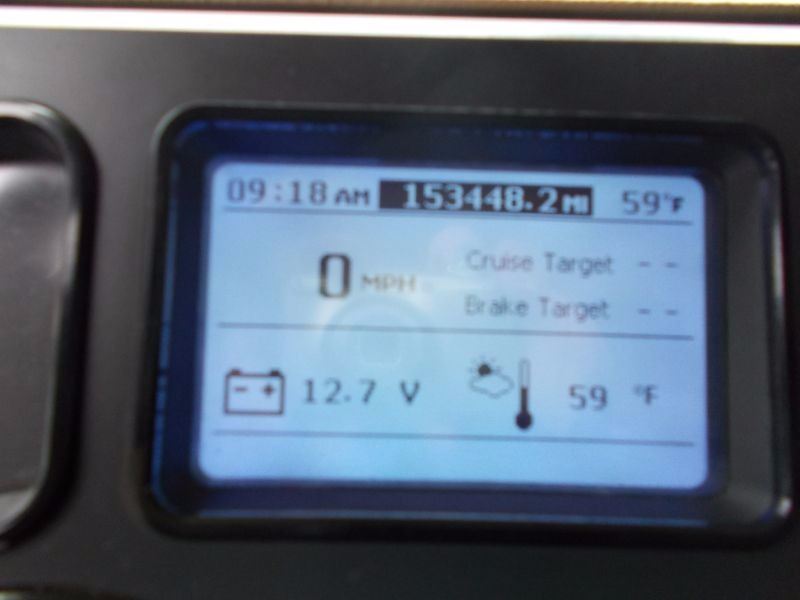 09:18 AM 153448.2 MI 59°F
0 MPH Cruise Target - -
Brake Target - -
12.7 V 59 °F